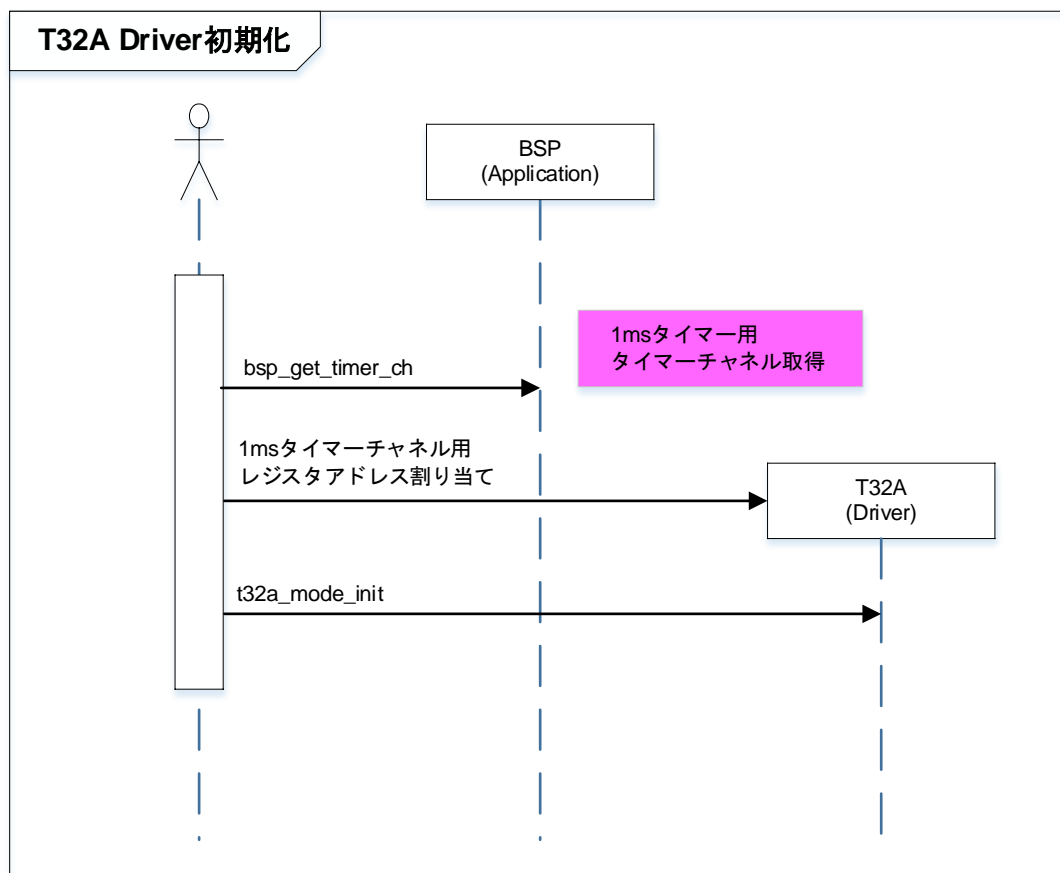 T32A Driver初期化
BSP
(Application)
1msタイマー用
タイマーチャネル取得
bsp_get_timer_ch
1msタイマーチャネル用
レジスタアドレス割り当て
T32A
(Driver)
t32a_mode_init